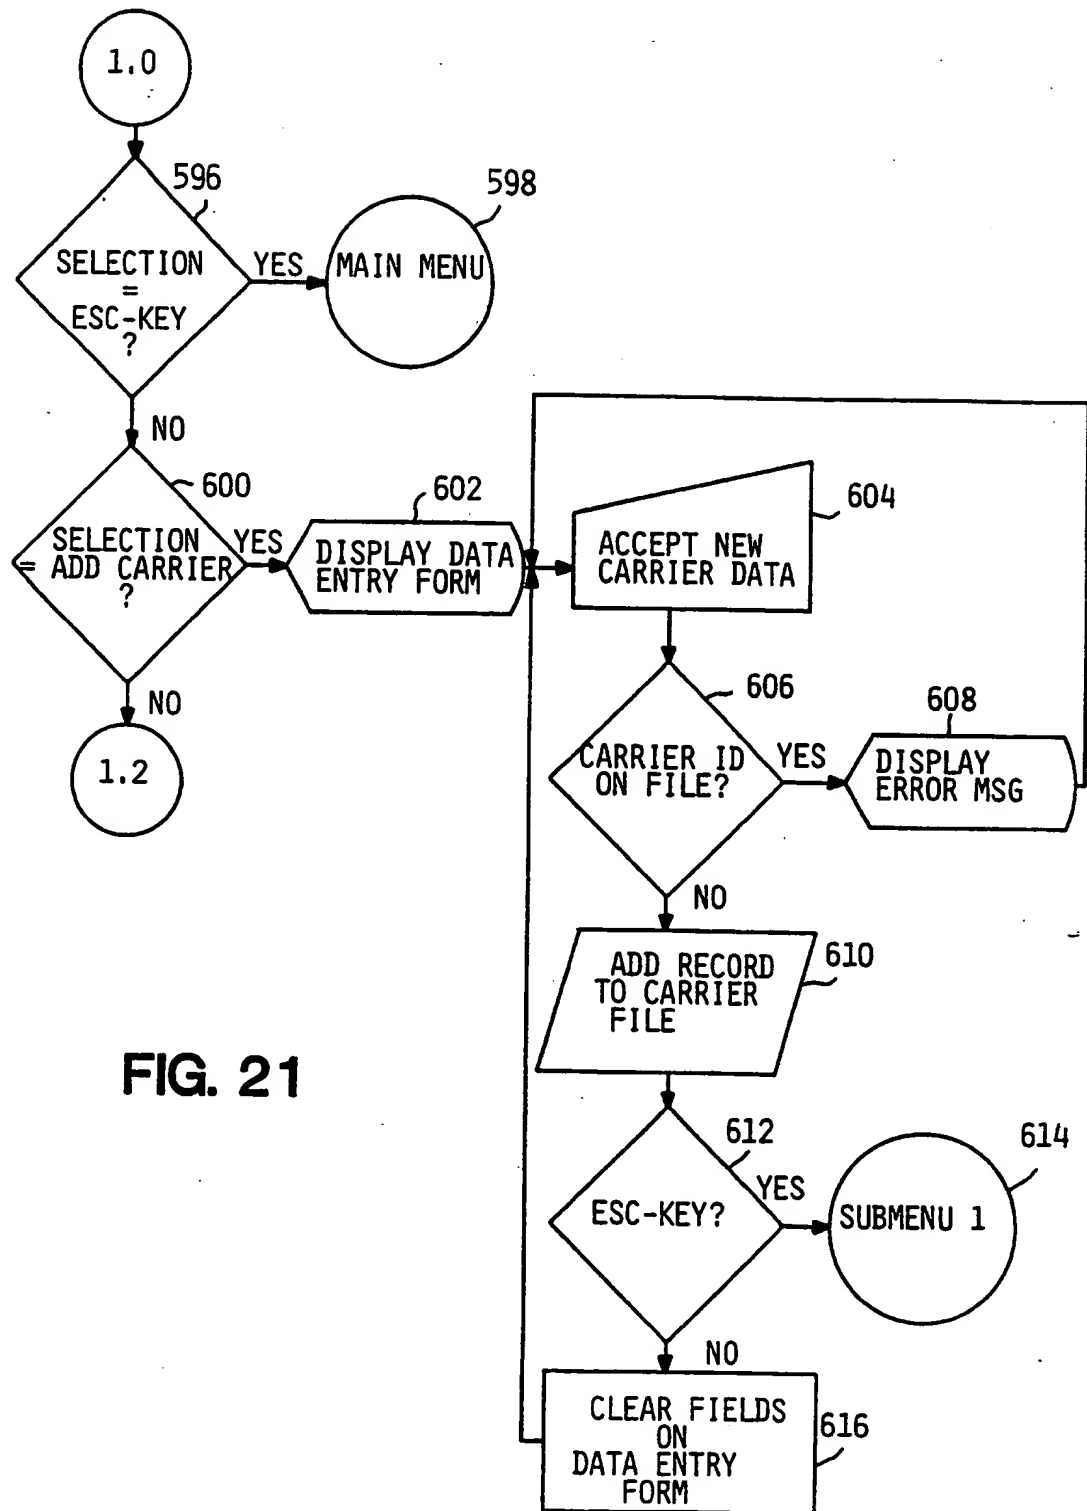 1.0
596
SELECTION
=
ESC-KEY
?
YES
598
MAIN MENU
NO
600
SELECTION
= ADD CARRIER
?
YES
602
DISPLAY DATA
ENTRY FORM
604
ACCEPT NEW
CARRIER DATA
NO
1.2
606
CARRIER ID
ON FILE?
YES
608
DISPLAY
ERROR MSG
NO
610
ADD RECORD
TO CARRIER
FILE
FIG. 21
612
ESC-KEY?
YES
614
SUBMENU 1
NO
616
CLEAR FIELDS
ON
DATA ENTRY
FORM